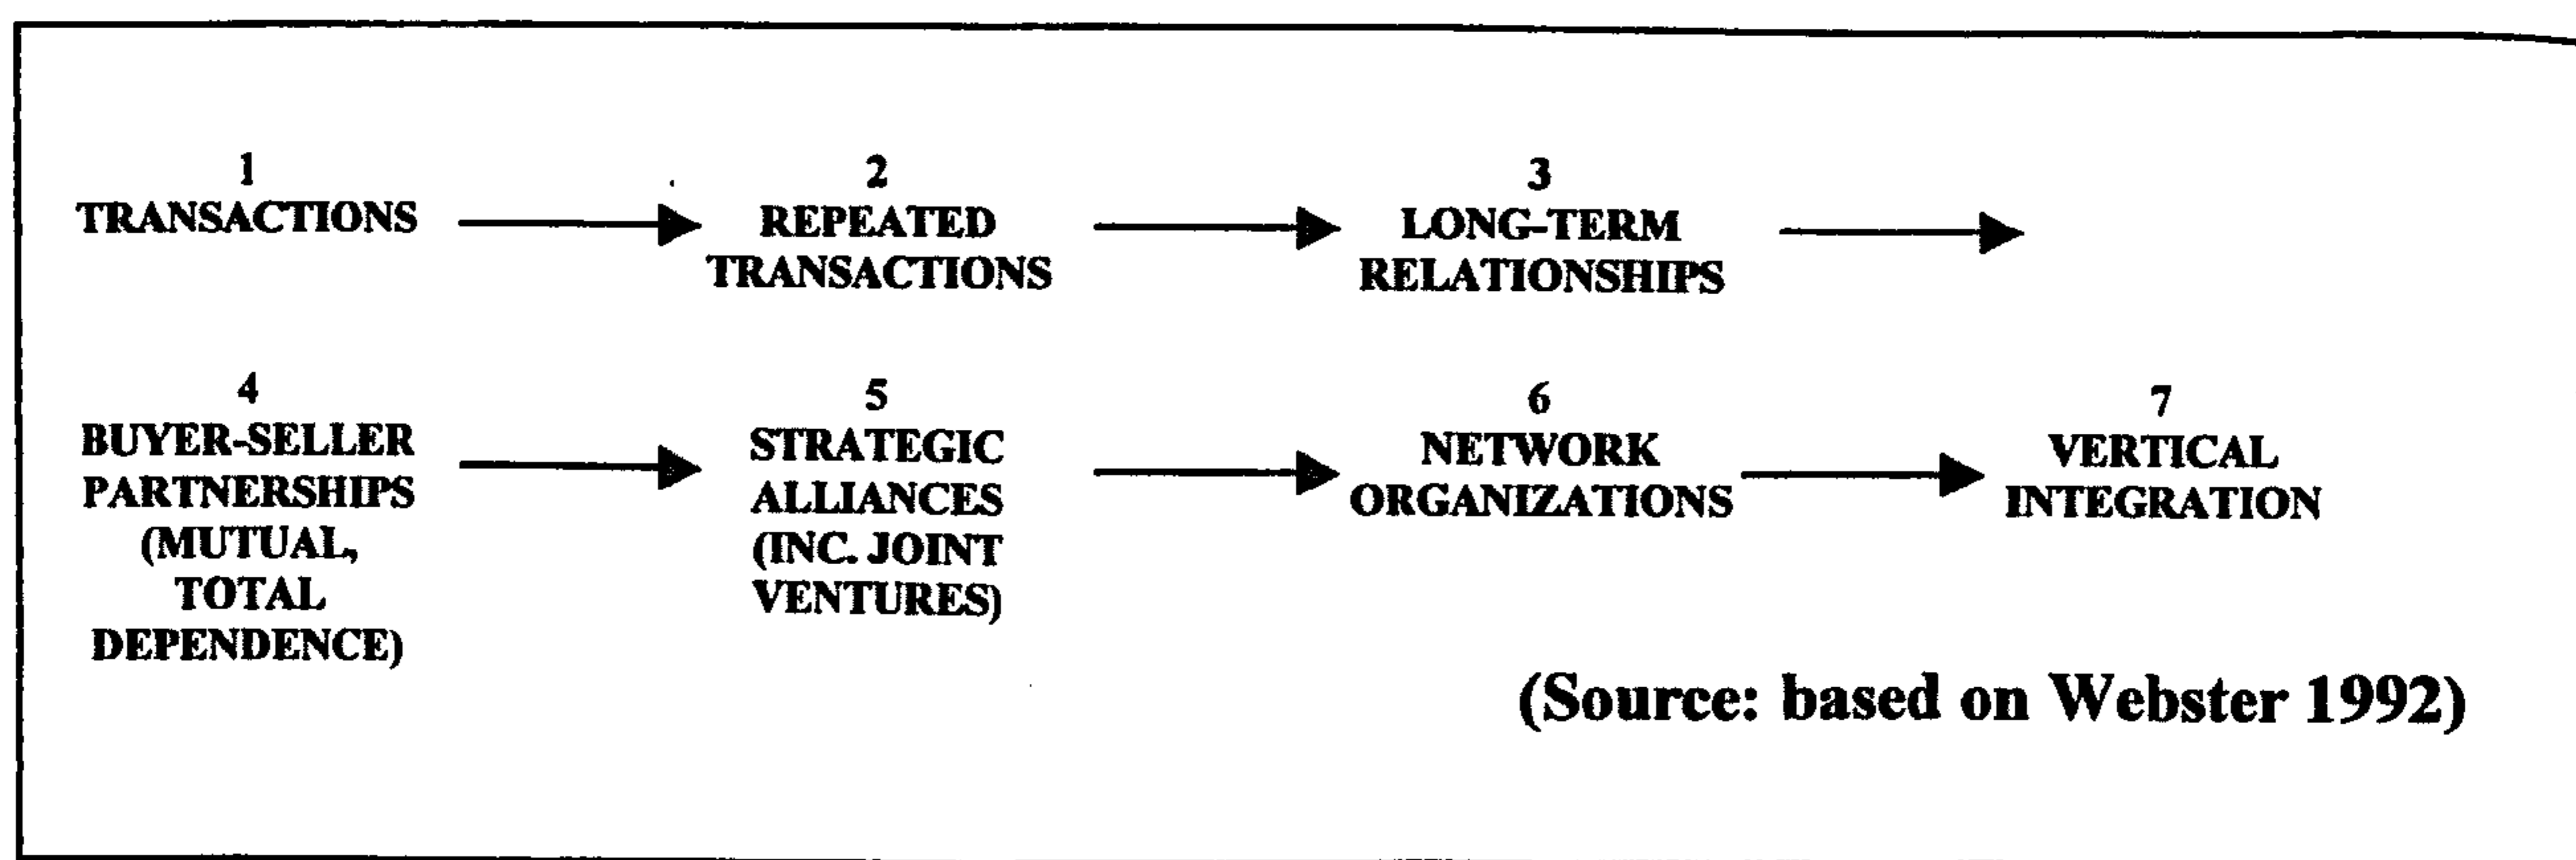 1
TRANSACTIONS
2
REPEATED
TRANSACTIONS
3
LONG-TERM
RELATIONSHIPS
4
BUYER-SELLER
PARTNERSHIPS
(MUTUAL,
TOTAL
DEPENDENCE)
5
STRATEGIC
ALLIANCES
(INC. JOINT
VENTURES)
6
NETWORK
ORGANIZATIONS
7
VERTICAL
INTEGRATION
(Source: based on Webster 1992)